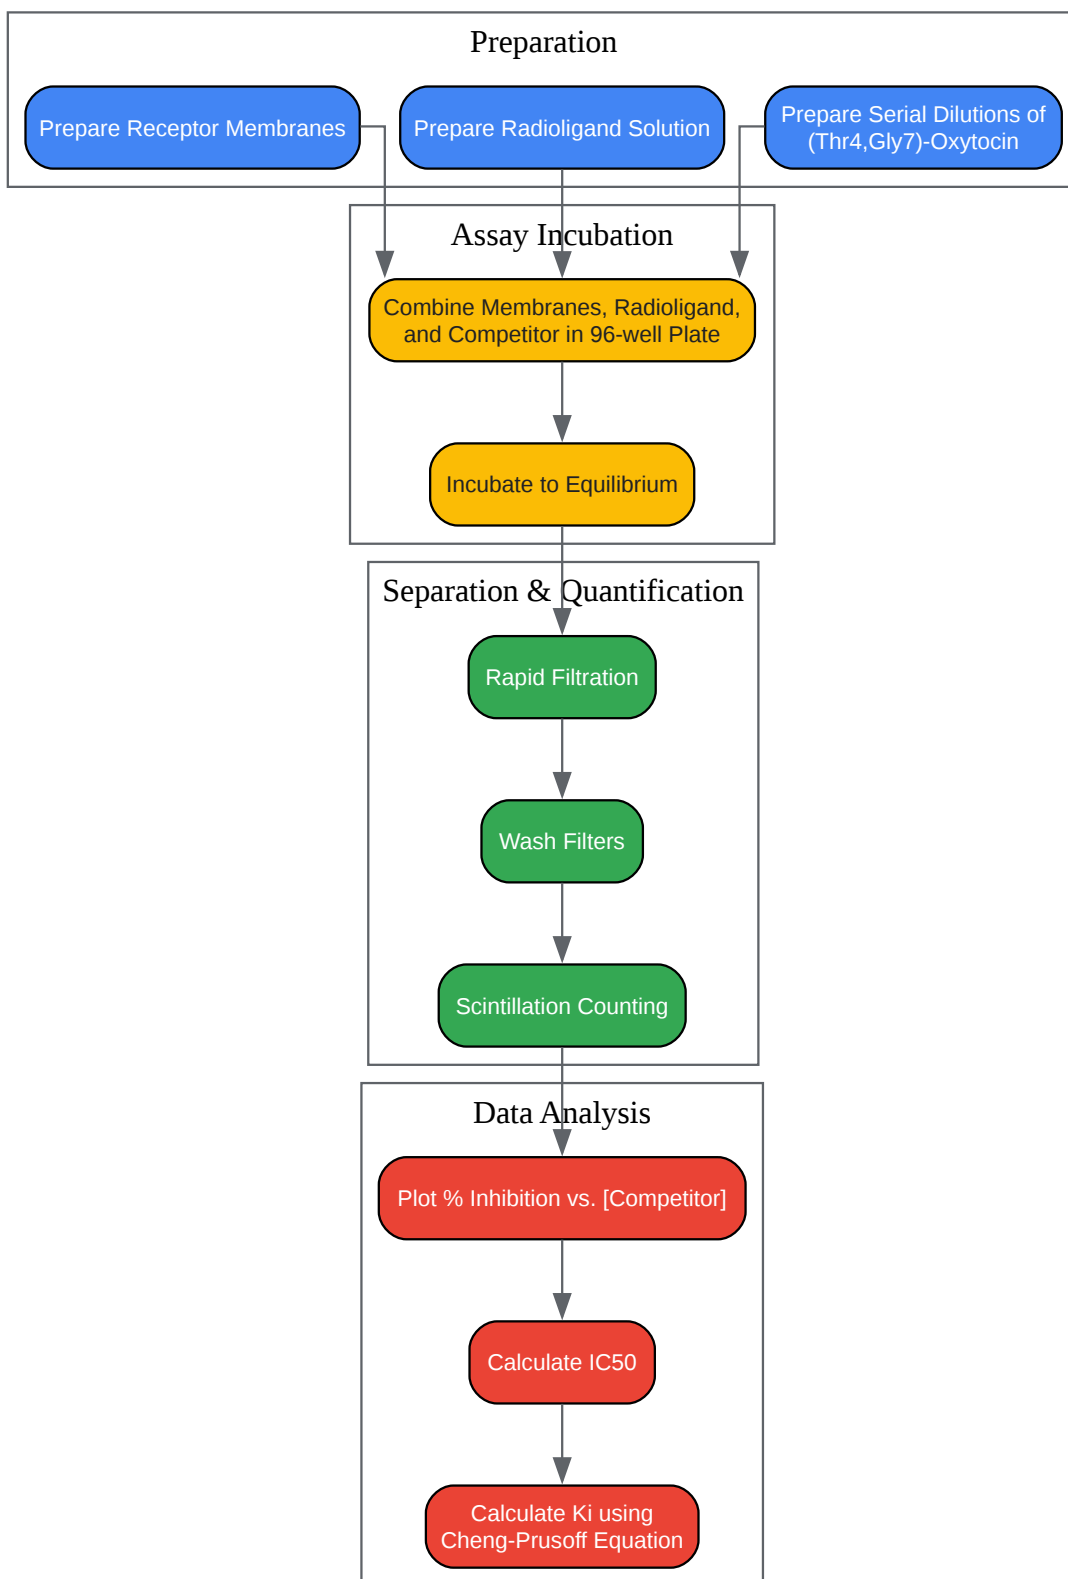 Preparation
Prepare Receptor Membranes
Prepare Radioligand Solution
Prepare Serial Dilutions of
(Thr4,Gly7)-Oxytocin
Assay Incubation
Combine Membranes, Radioligand,
and Competitor in 96-well Plate
Incubate to Equilibrium
Separation & Quantification
Rapid Filtration
Wash Filters
Scintillation Counting
Data Analysis
Plot % Inhibition vs. [Competitor]
Calculate IC50
Calculate Ki using
Cheng-Prusoff Equation